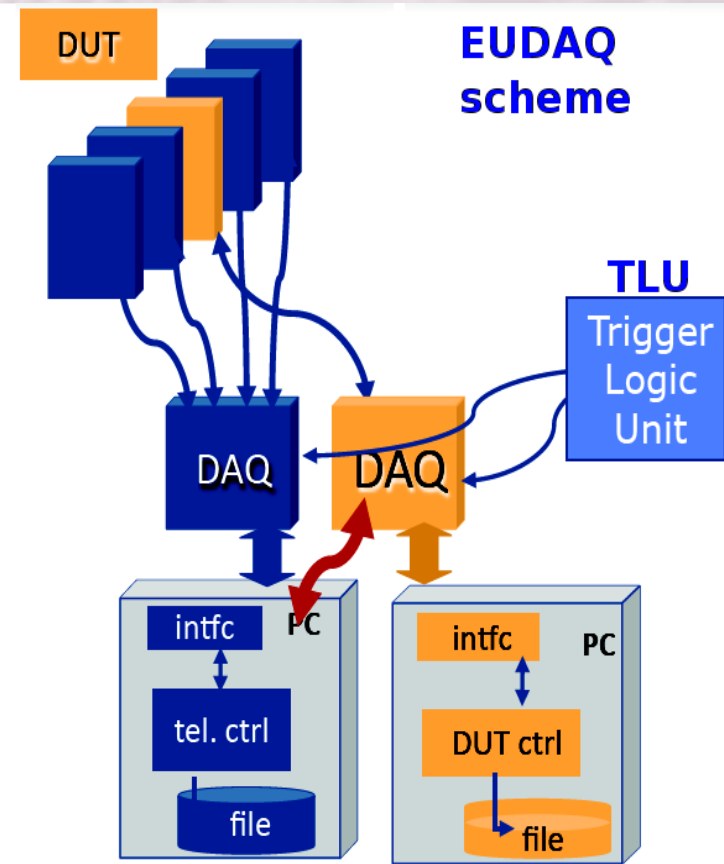 DUT
EUDAQ
scheme
TLU
Trigger
Logic
Unit
DAQ
DAQ
intfc
PC
tel. ctrl
file
intfc
PC
DUT ctrl
file